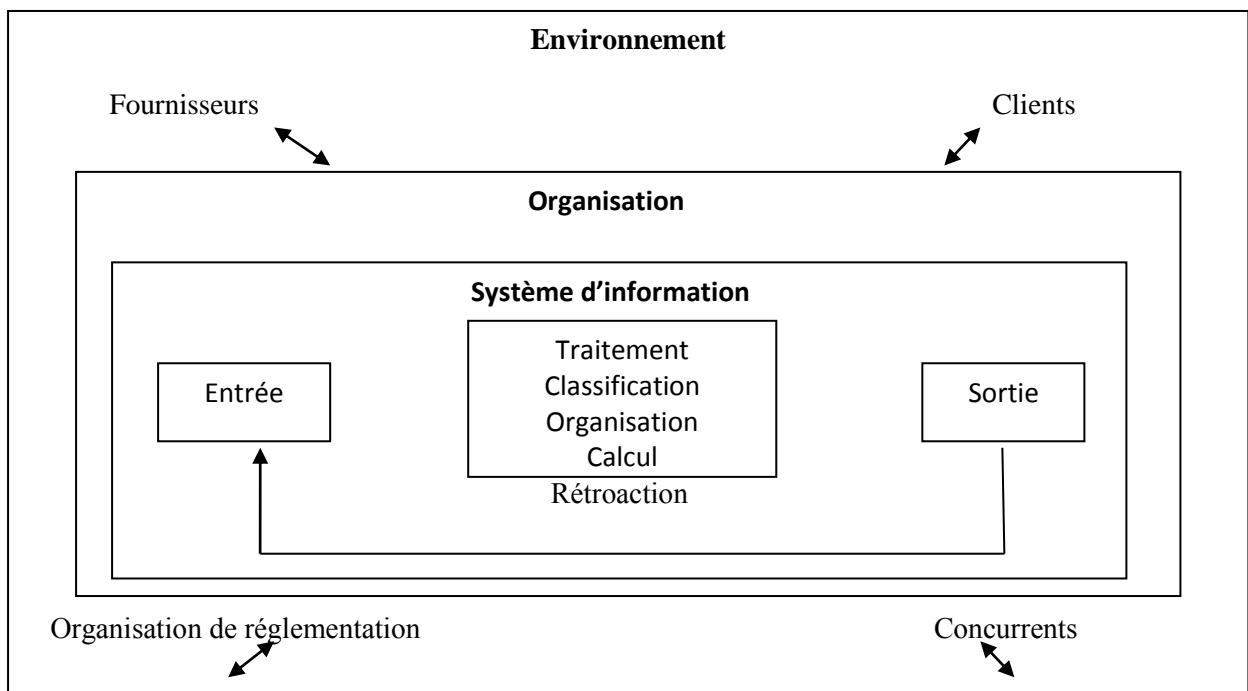 Environnement
Fournisseurs
Clients
Organisation
Système d’information
Traitement
Classification
Organisation
Calcul
Entrée
Sortie
Rétroaction
Organisation de réglementation
Concurrents